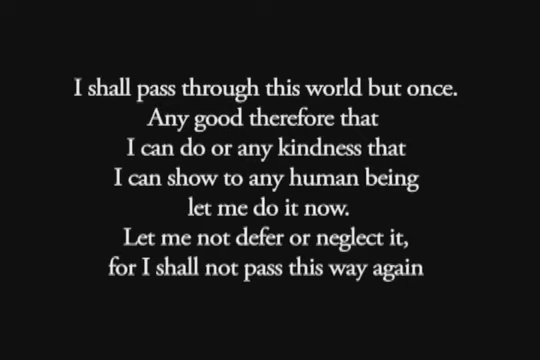 I shall pass through this world but once.
Any good therefore that
I can do or any kindness that
I can show to any human being
let me do it now.
Let me not defer or neglect it,
for I shall not pass this way again